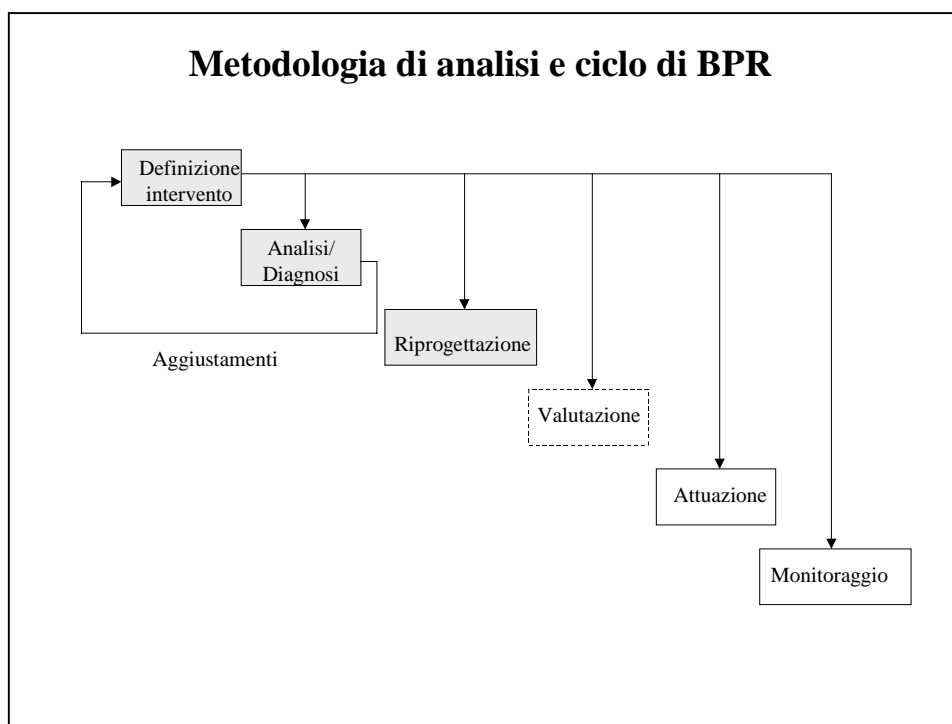 Metodologia di analisi e ciclo di BPR
Definizione
intervento
Analisi/
Diagnosi
Riprogettazione
Aggiustamenti
Valutazione
Attuazione
Monitoraggio